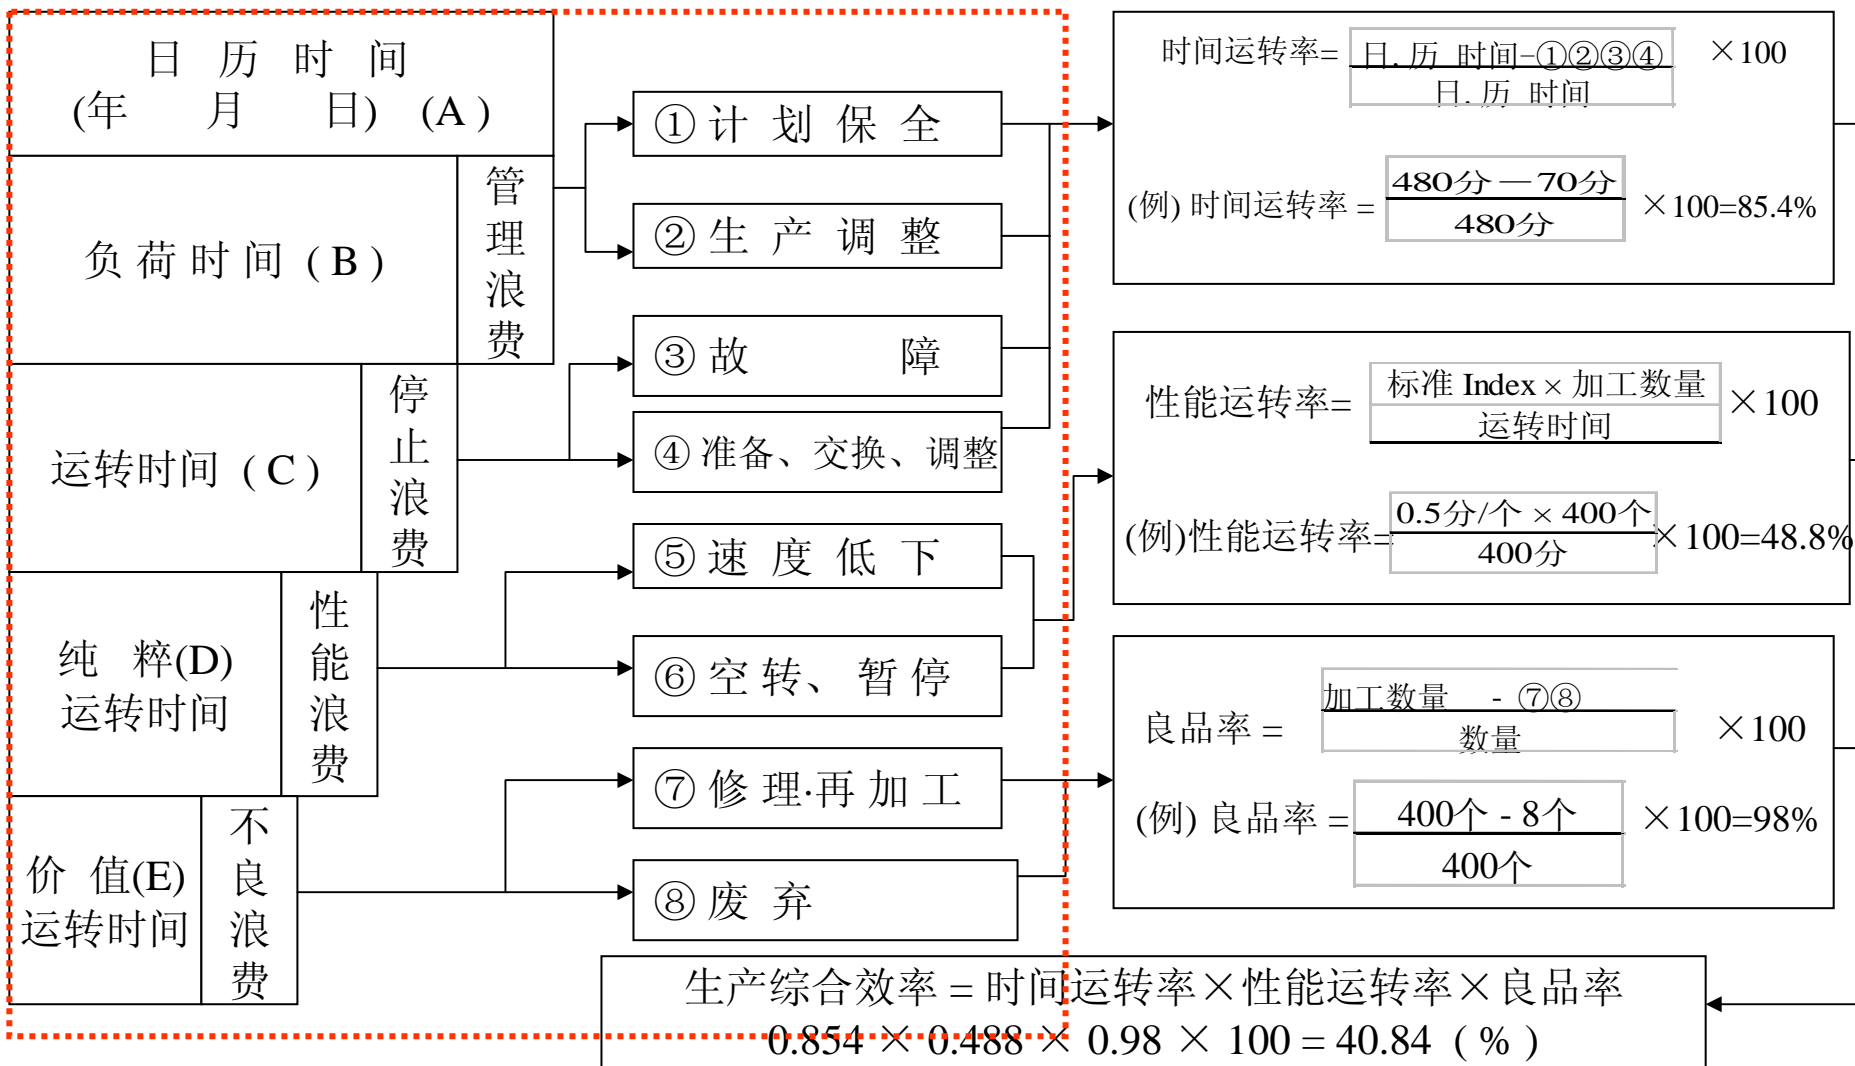 日 历 时 间
(年 月 日) (A)
负荷时间 (B)
管理浪费
运转时间 (C)
停止浪费
纯 粹(D)
运转时间
性能浪费
价 值(E)
运转时间
不良浪费
①计 划 保 全
②生 产 调 整
③故 障
④准备、交换、调整
⑤速 度 低 下
⑥空 转、 暂 停
⑦修 理·再 加 工
⑧废 弃
时间运转率= 日.历 时间-①②③④ ×100
日.历 时间
(例) 时间运转率 = 480分—70分 ×100=85.4%
480分
性能运转率= 标准 Index × 加工数量 ×100
运转时间
(例)性能运转率= 0.5分/个 × 400个 ×100=48.8%
400分
良品率 = 加工数量 - ⑦⑧ ×100
数量
(例) 良品率 = 400个 - 8个 ×100=98%
400个
生产综合效率 = 时间运转率×性能运转率×良品率
0.854 × 0.488 × 0.98 × 100 = 40.84 ( % )